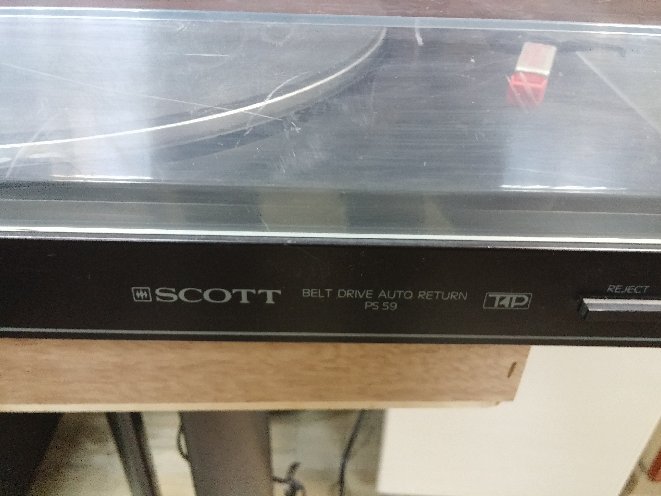 SCOTT
BELT DRIVE AUTO RETURN
PS 59
T4P
REJECT